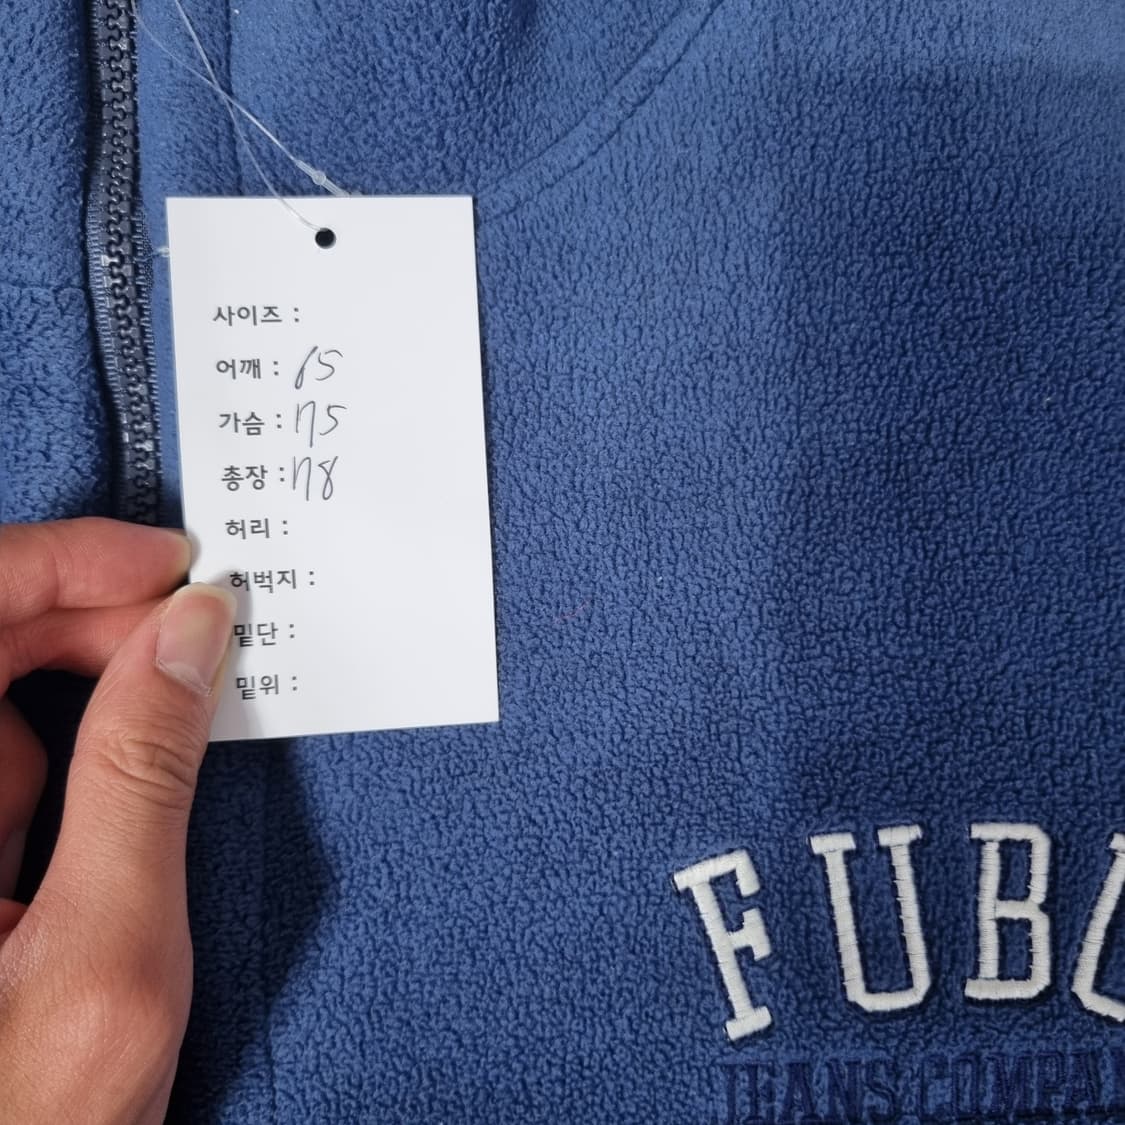 사이즈 :
어깨 : 65
가슴 : 75
총장 : 78
허리 :
허벅지 :
밑단 :
밑위 :
FUBU
JEANS COMPA